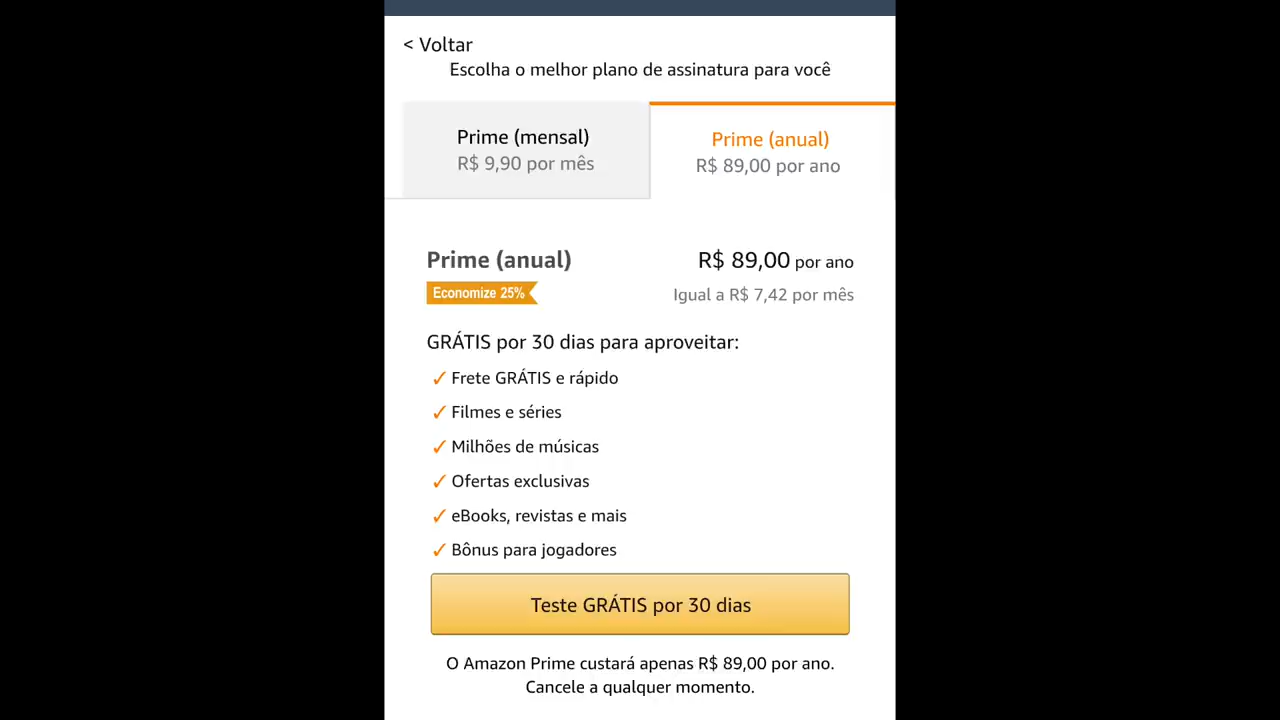 < Voltar
Escolha o melhor plano de assinatura para você
Prime (mensal)
R$ 9,90 por mês
Prime (anual)
R$ 89,00 por ano
Prime (anual)
R$ 89,00 por ano
Economize 25%
Igual a R$ 7,42 por mês
GRÁTIS por 30 dias para aproveitar:
✓ Frete GRÁTIS e rápido
✓ Filmes e séries
✓ Milhões de músicas
✓ Ofertas exclusivas
✓ eBooks, revistas e mais
✓ Bônus para jogadores
Teste GRÁTIS por 30 dias
O Amazon Prime custará apenas R$ 89,00 por ano.
Cancele a qualquer momento.